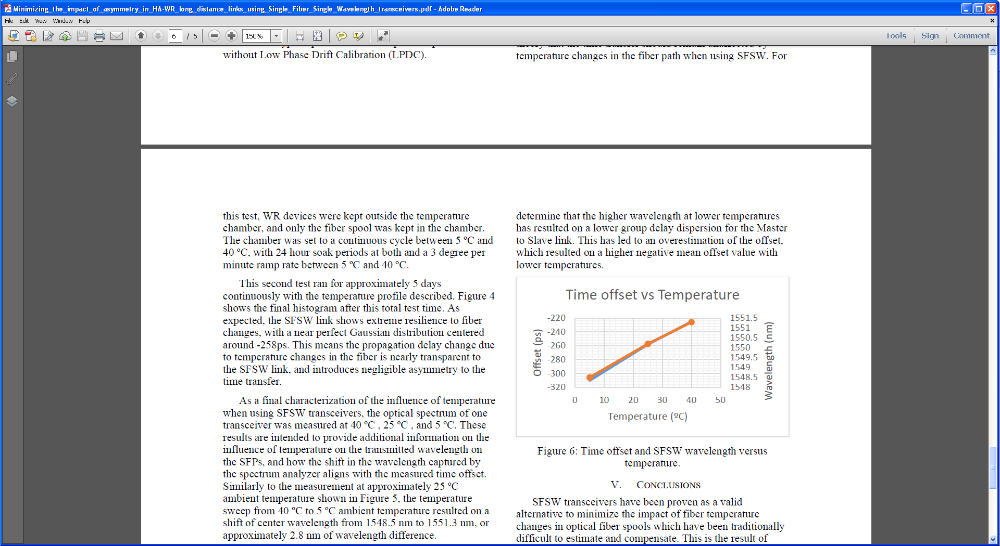 Minimizing_the_impact_of_asymmetry_in_HA-WR_long_distance_links_using_Single_Fiber_Single_Wavelength_transceivers.pdf - Adobe Reader
File Edit View Window Help
6 / 6 150% Tools Sign Comment
without Low Phase Drift Calibration (LPDC).
temperature changes in the fiber path when using SFSW. For
this test, WR devices were kept outside the temperature
chamber, and only the fiber spool was kept in the chamber.
The chamber was set to a continuous cycle between 5 ºC and
40 ºC, with 24 hour soak periods at both and a 3 degree per
minute ramp rate between 5 ºC and 40 ºC.
This second test ran for approximately 5 days
continuously with the temperature profile described. Figure 4
shows the final histogram after this total test time. As
expected, the SFSW link shows extreme resilience to fiber
changes, with a near perfect Gaussian distribution centered
around -258ps. This means the propagation delay change due
to temperature changes in the fiber is nearly transparent to
the SFSW link, and introduces negligible asymmetry to the
time transfer.
As a final characterization of the influence of temperature
when using SFSW transceivers, the optical spectrum of one
transceiver was measured at 40 ºC , 25 ºC , and 5 ºC. These
results are intended to provide additional information on the
influence of temperature on the transmitted wavelength on
the SFPs, and how the shift in the wavelength captured by
the spectrum analyzer aligns with the measured time offset.
Similarly to the measurement at approximately 25 ºC
ambient temperature shown in Figure 5, the temperature
sweep from 40 ºC to 5 ºC ambient temperature resulted on a
shift of center wavelength from 1548.5 nm to 1551.3 nm, or
approximately 2.8 nm of wavelength difference.
determine that the higher wavelength at lower temperatures
has resulted on a lower group delay dispersion for the Master
to Slave link. This has led to an overestimation of the offset,
which resulted on a higher negative mean offset value with
lower temperatures.
Time offset vs Temperature
Offset (ps)
-220
-240
-260
-280
-300
-320
1551.5
1551
1550.5
1550
1549.5
1549
1548.5
1548
Wavelength (nm)
0 10 20 30 40 50
Temperature (ºC)
Figure 6: Time offset and SFSW wavelength versus
temperature.
V. CONCLUSIONS
SFSW transceivers have been proven as a valid
alternative to minimize the impact of fiber temperature
changes in optical fiber spools which have been traditionally
difficult to estimate and compensate. This is the result of